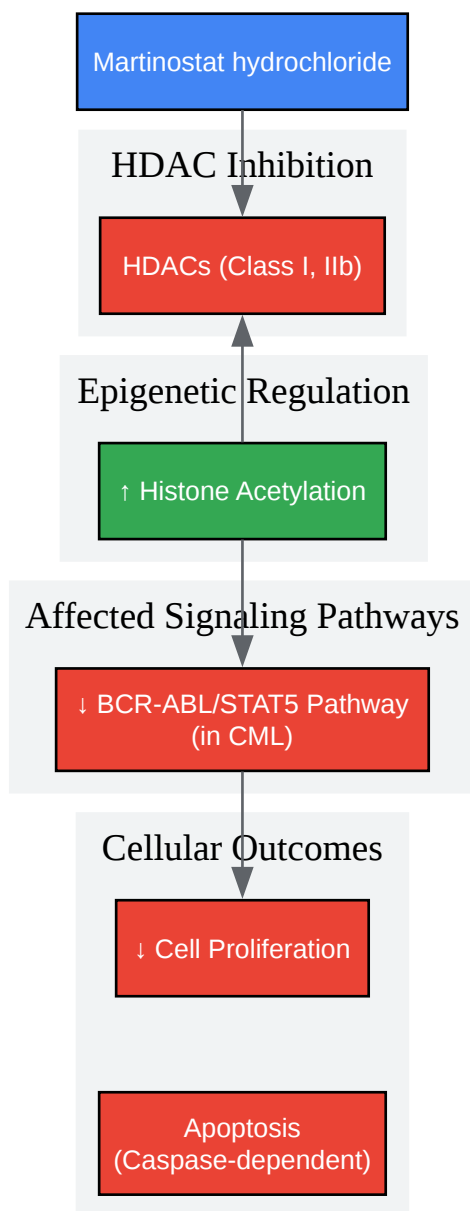 Martinostat hydrochloride
HDAC Inhibition
HDACs (Class I, IIb)
Epigenetic Regulation
↑ Histone Acetylation
Affected Signaling Pathways
↓ BCR-ABL/STAT5 Pathway
(in CML)
Cellular Outcomes
↓ Cell Proliferation
Apoptosis
(Caspase-dependent)